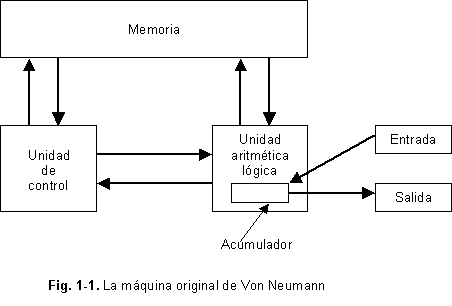 Memoria
Unidad
de
control
Unidad
aritmética
lógica
Entrada
Salida
Acumulador
Fig. 1-1. La máquina original de Von Neumann